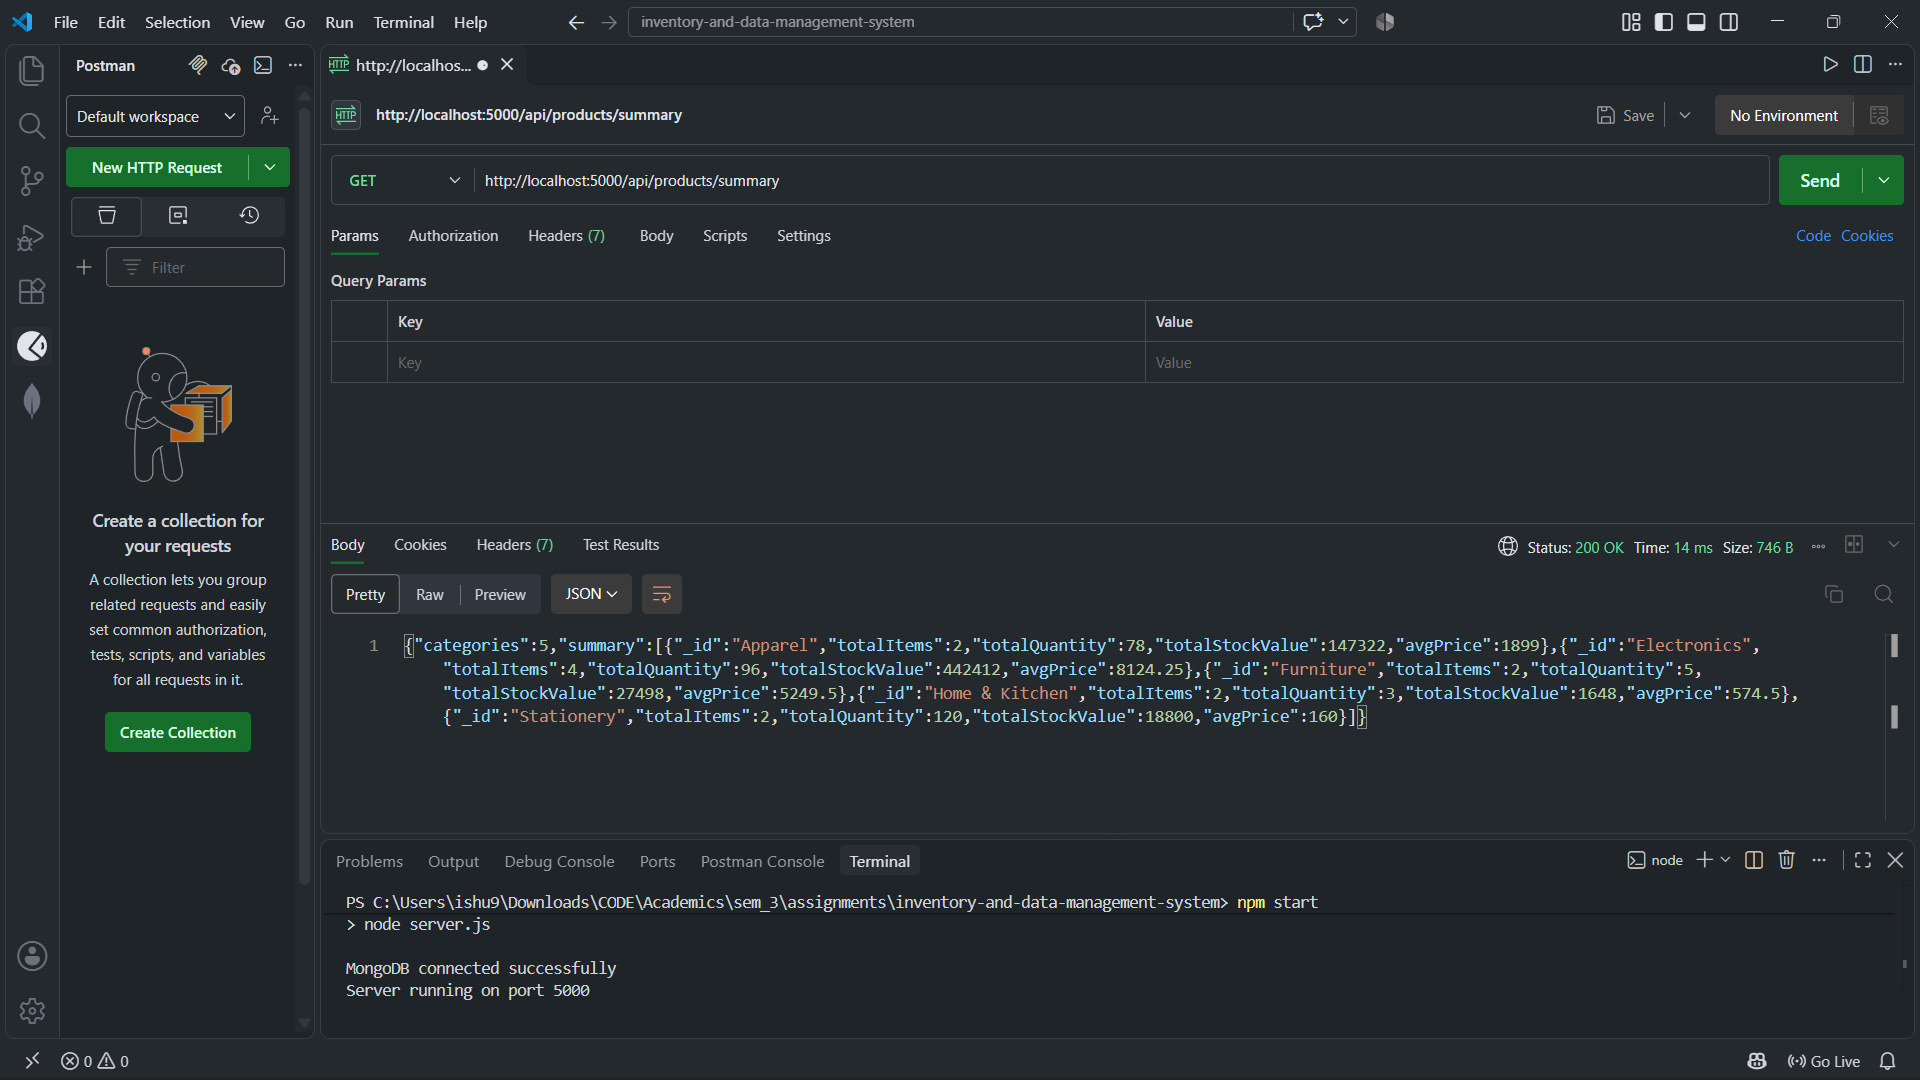 File Edit Selection View Go Run Terminal Help
inventory-and-data-management-system
Postman
HTTP http://localhos...
Default workspace
HTTP http://localhost:5000/api/products/summary
Save
No Environment
New HTTP Request
GET http://localhost:5000/api/products/summary
Send
Params Authorization Headers (7) Body Scripts Settings
Code Cookies
Filter
Query Params
Key Value
Key Value
Create a collection for
your requests
A collection lets you group
related requests and easily
set common authorization,
tests, scripts, and variables
for all requests in it.
Create Collection
Body Cookies Headers (7) Test Results
Status: 200 OK Time: 14 ms Size: 746 B
Pretty Raw Preview JSON
1 {"categories":5,"summary":[{"_id":"Apparel","totalItems":2,"totalQuantity":78,"totalStockValue":147322,"avgPrice":1899},{"_id":"Electronics",
"totalItems":4,"totalQuantity":96,"totalStockValue":442412,"avgPrice":8124.25},{"_id":"Furniture","totalItems":2,"totalQuantity":5,
"totalStockValue":27498,"avgPrice":5249.5},{"_id":"Home & Kitchen","totalItems":2,"totalQuantity":3,"totalStockValue":1648,"avgPrice":574.5},
{"_id":"Stationery","totalItems":2,"totalQuantity":120,"totalStockValue":18800,"avgPrice":160}]}
Problems Output Debug Console Ports Postman Console Terminal
node
PS C:\Users\ishu9\Downloads\CODE\Academics\sem_3\assignments\inventory-and-data-management-system> npm start
> node server.js
MongoDB connected successfully
Server running on port 5000
0 0
Go Live